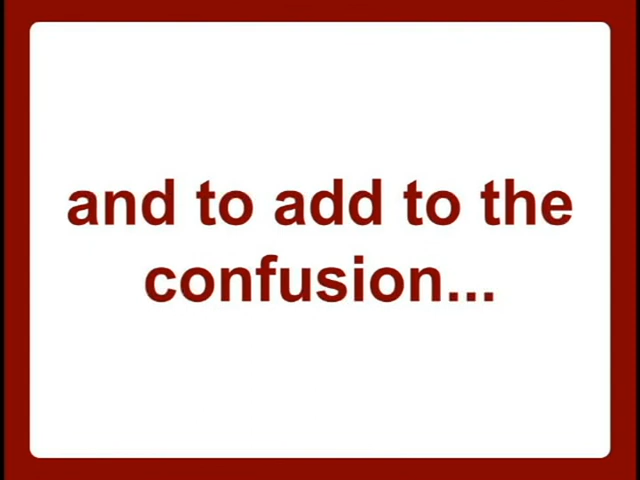 and to add to the
confusion...